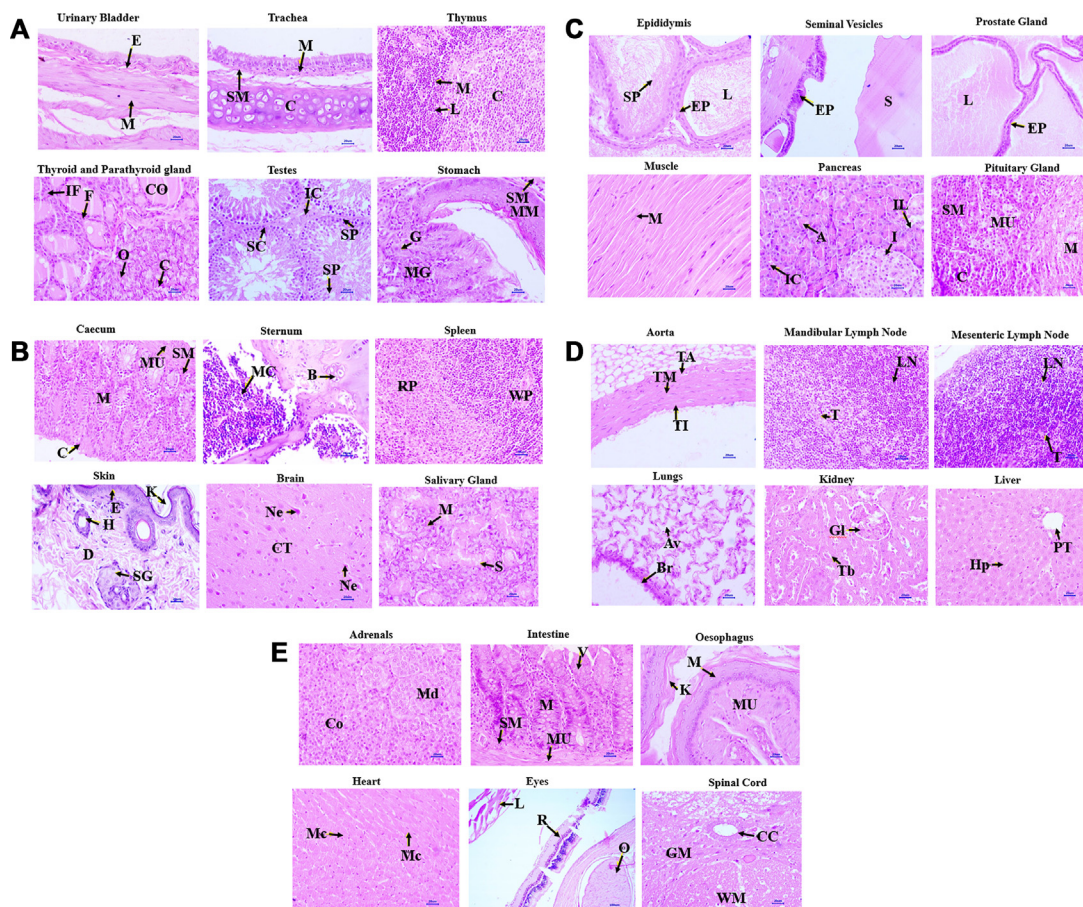 A
Urinary Bladder
Trachea
Thymus
E
M
M
SM
C
M
L
C
Thyroid and Parathyroid gland
Testes
Stomach
IF
F
CO
O
C
IC
SC
SP
SP
SM
MM
G
MG
B
Caecum
Sternum
Spleen
MU
SM
M
C
MC
B
RP
WP
Skin
Brain
Salivary Gland
E
K
H
D
SG
Ne
CT
Ne
M
S
C
Epididymis
Seminal Vesicles
Prostate Gland
SP
EP
L
EP
S
L
EP
Muscle
Pancreas
Pituitary Gland
M
A
IC
II
I
SM
MU
M
C
D
Aorta
Mandibular Lymph Node
Mesenteric Lymph Node
TA
TM
TI
LN
T
LN
T
Lungs
Kidney
Liver
Av
Br
Gl
Tb
PT
Hp
E
Adrenals
Intestine
Oesophagus
Md
Co
V
M
SM
MU
M
K
MU
Heart
Eyes
Spinal Cord
Mc
Mc
L
R
O
CC
GM
WM